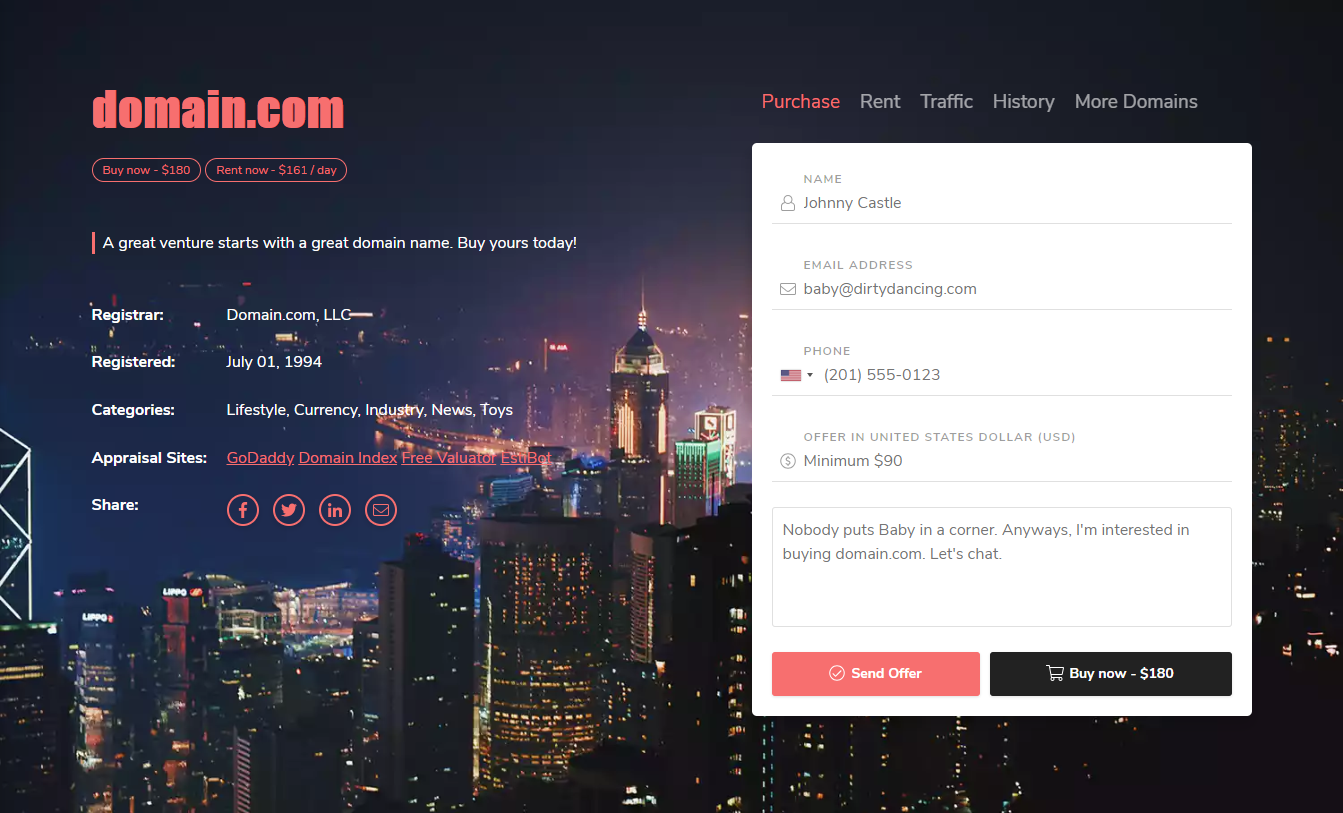 domain.com
Buy now - $180 Rent now - $161 / day
A great venture starts with a great domain name. Buy yours today!
Registrar: Domain.com, LLC
Registered: July 01, 1994
Categories: Lifestyle, Currency, Industry, News, Toys
Appraisal Sites: GoDaddy Domain Index Free Valuator EstiBot
Share:
LIPPO
LIPPO
AIA
Purchase Rent Traffic History More Domains
NAME
Johnny Castle
EMAIL ADDRESS
baby@dirtydancing.com
PHONE
(201) 555-0123
OFFER IN UNITED STATES DOLLAR (USD)
Minimum $90
Nobody puts Baby in a corner. Anyways, I'm interested in
buying domain.com. Let's chat.
Send Offer Buy now - $180